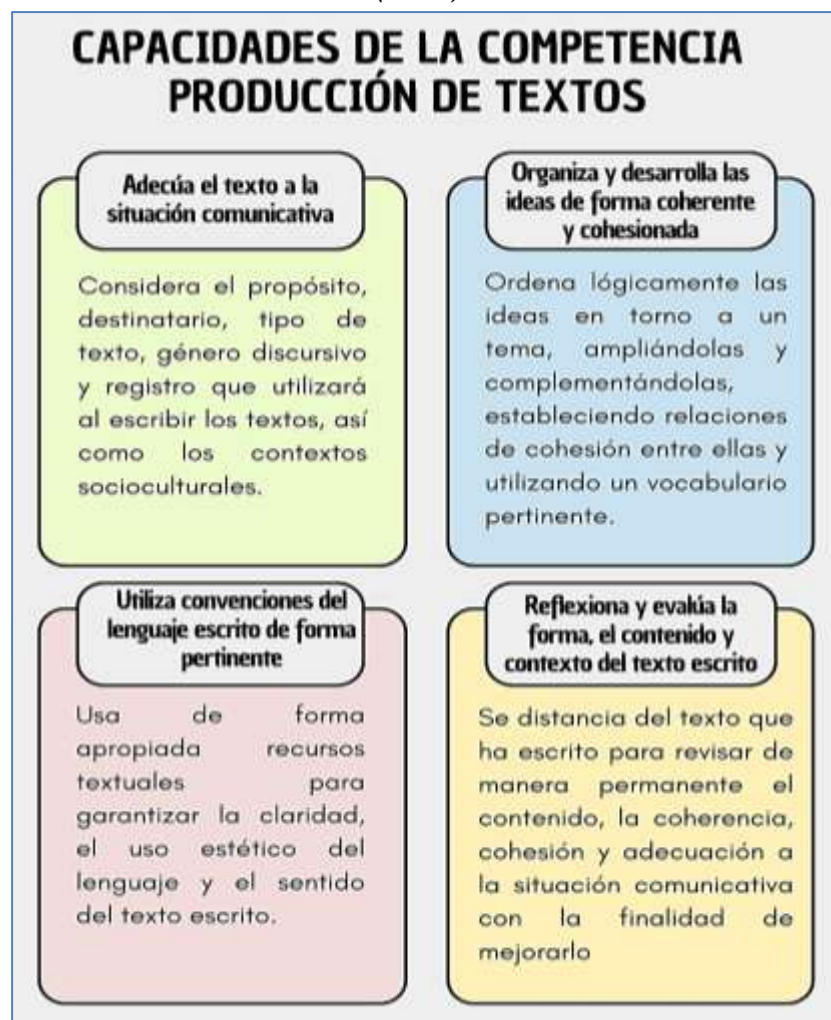 CAPACIDADES DE LA COMPETENCIA
PRODUCCIÓN DE TEXTOS
Adecúa el texto a la
situación comunicativa
Considera el propósito,
destinatario, tipo de
texto, género discursivo
y registro que utilizará
al escribir los textos, así
como los contextos
socioculturales.
Organiza y desarrolla las
ideas de forma coherente
y cohesionada
Ordena lógicamente las
ideas en torno a un
tema, ampliándolas y
complementándolas,
estableciendo relaciones
de cohesión entre ellas y
utilizando un vocabulario
pertinente.
Utiliza convenciones del
lenguaje escrito de forma
pertinente
Usa de forma
apropiada recursos
textuales para
garantizar la claridad,
el uso estético del
lenguaje y el sentido
del texto escrito.
Reflexiona y evalúa la
forma, el contenido y
contexto del texto escrito
Se distancia del texto que
ha escrito para revisar de
manera permanente el
contenido, la coherencia,
cohesión y adecuación a
la situación comunicativa
con la finalidad de
mejorarlo